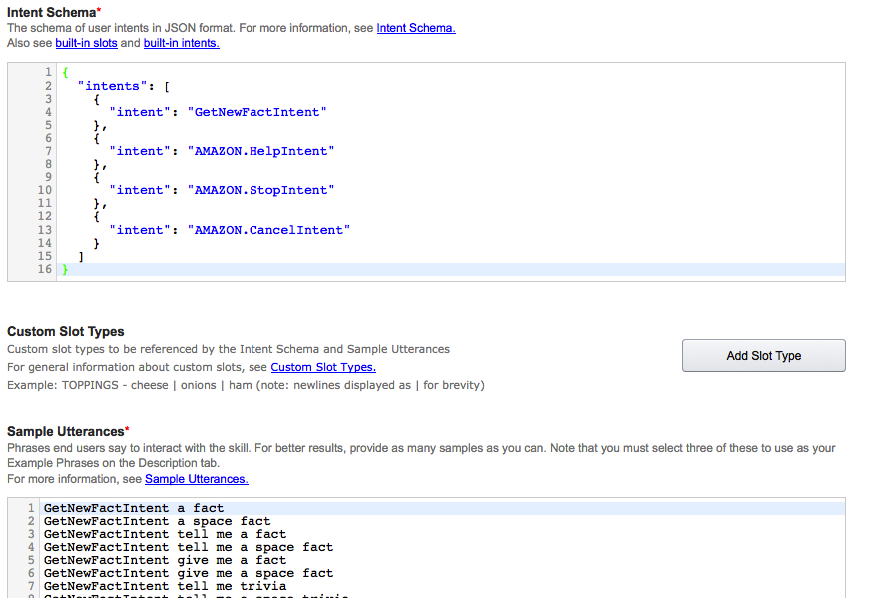 Intent Schema*
The schema of user intents in JSON format. For more information, see Intent Schema.
Also see built-in slots and built-in intents.
1 {
2 "intents": [
3 {
4 "intent": "GetNewFactIntent"
5 },
6 {
7 "intent": "AMAZON.HelpIntent"
8 },
9 {
10 "intent": "AMAZON.StopIntent"
11 },
12 {
13 "intent": "AMAZON.CancelIntent"
14 }
15 ]
16 }
Custom Slot Types
Custom slot types to be referenced by the Intent Schema and Sample Utterances
For general information about custom slots, see Custom Slot Types.
Example: TOPPINGS - cheese | onions | ham (note: newlines displayed as | for brevity)
Add Slot Type
Sample Utterances*
Phrases end users say to interact with the skill. For better results, provide as many samples as you can. Note that you must select three of these to use as your
Example Phrases on the Description tab.
For more information, see Sample Utterances.
1 GetNewFactIntent a fact
2 GetNewFactIntent a space fact
3 GetNewFactIntent tell me a fact
4 GetNewFactIntent tell me a space fact
5 GetNewFactIntent give me a fact
6 GetNewFactIntent give me a space fact
7 GetNewFactIntent tell me trivia
8 GetNewFactIntent tell me a space trivia